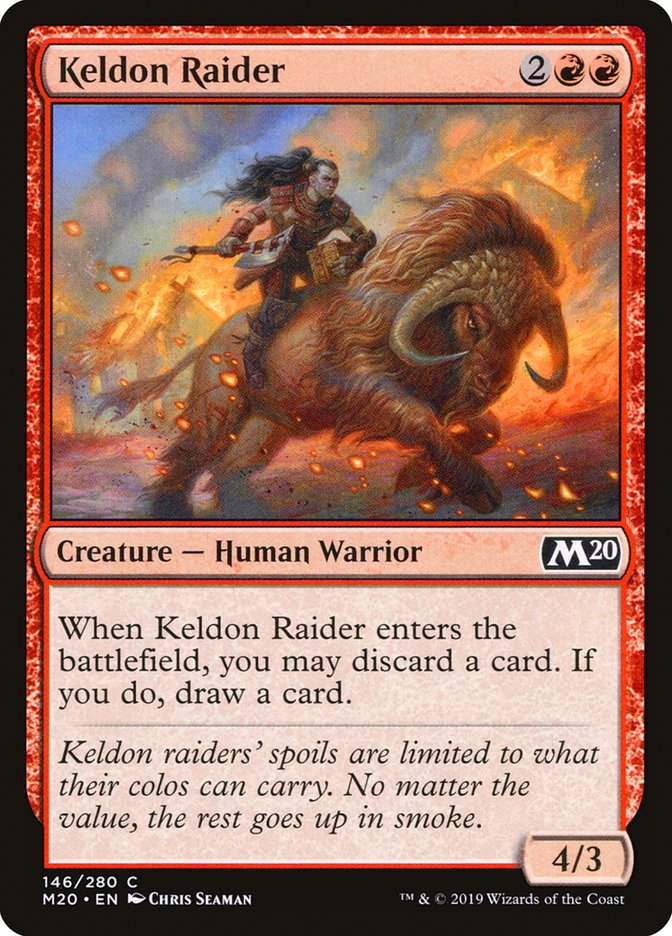 Keldon Raider 2
Creature — Human Warrior M20
When Keldon Raider enters the
battlefield, you may discard a card. If
you do, draw a card.
Keldon raiders’ spoils are limited to what
their colos can carry. No matter the
value, the rest goes up in smoke.
4/3
146/280 C
M20 • EN Chris Seaman ™ & © 2019 Wizards of the Coast